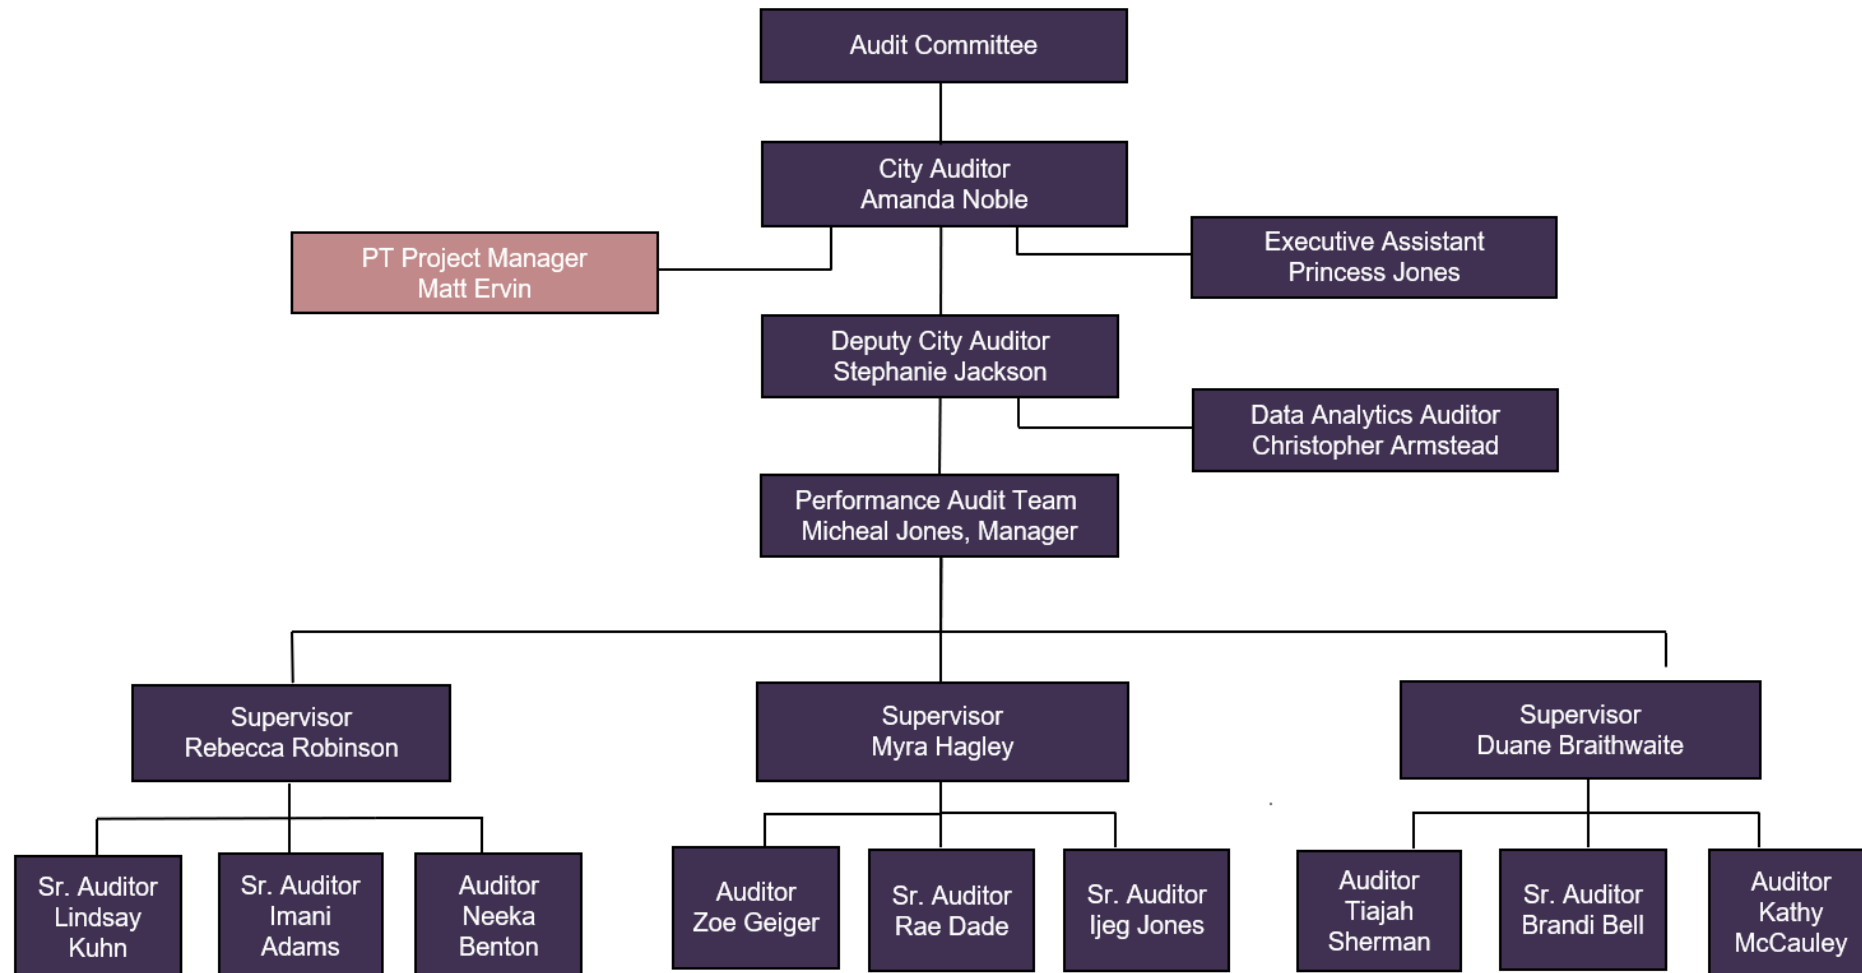 Audit Committee
City Auditor
Amanda Noble
PT Project Manager
Matt Ervin
Executive Assistant
Princess Jones
Deputy City Auditor
Stephanie Jackson
Data Analytics Auditor
Christopher Armstead
Performance Audit Team
Micheal Jones, Manager
Supervisor
Rebecca Robinson
Supervisor
Myra Hagley
Supervisor
Duane Braithwaite
Sr. Auditor
Lindsay
Kuhn
Sr. Auditor
Imani
Adams
Auditor
Neeka
Benton
Auditor
Zoe Geiger
Sr. Auditor
Rae Dade
Sr. Auditor
Ijeg Jones
Auditor
Tiajah
Sherman
Sr. Auditor
Brandi Bell
Auditor
Kathy
McCauley